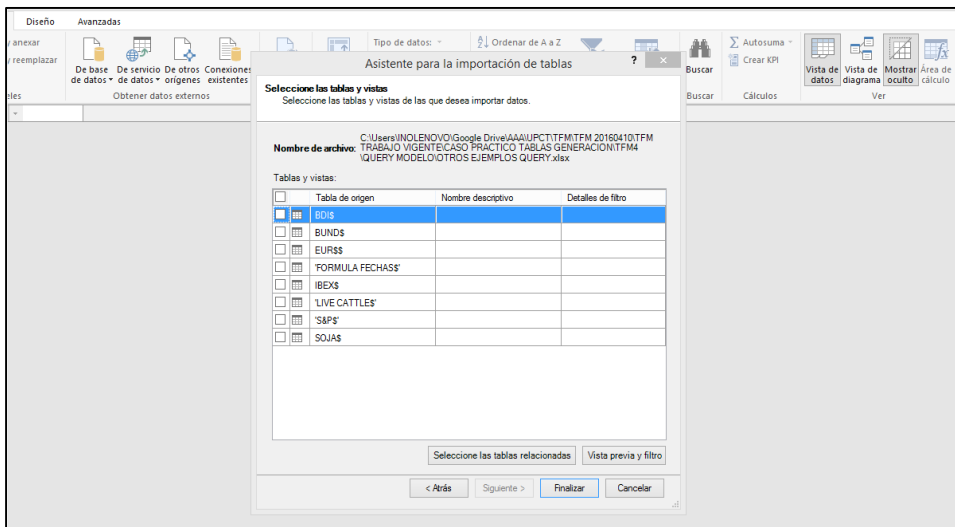 Diseño Avanzadas
anexar
reemplazar
De base de datos
De servicio de datos
De otros orígenes
Conexiones existentes
Obtener datos externos
Tipo de datos:
Ordenar de A a Z
Buscar
Buscar
Autosuma
Crear KPI
Cálculos
Vista de datos
Vista de diagrama
Mostrar oculto
Área de cálculo
Ver
Asistente para la importación de tablas
?
Seleccione las tablas y vistas
Seleccione las tablas y vistas de las que desea importar datos.
Nombre de archivo: C:\Users\INOLENOVO\Google Drive\AAA\UPCT\TFM\TFM 20160410\TFM
TRABAJO VIGENTE\CASO PRACTICO TABLAS GENERACION\TFM4
\QUERY MODELO\OTROS EJEMPLOS QUERY.xlsx
Tablas y vistas:
Tabla de origen Nombre descriptivo Detalles de filtro
BDI$
BUND$
EUR$$
'FORMULA FECHAS$'
IBEX$
'LIVE CATTLE$'
'S&P$'
SOJA$
Seleccione las tablas relacionadas Vista previa y filtro
< Atrás Siguiente > Finalizar Cancelar